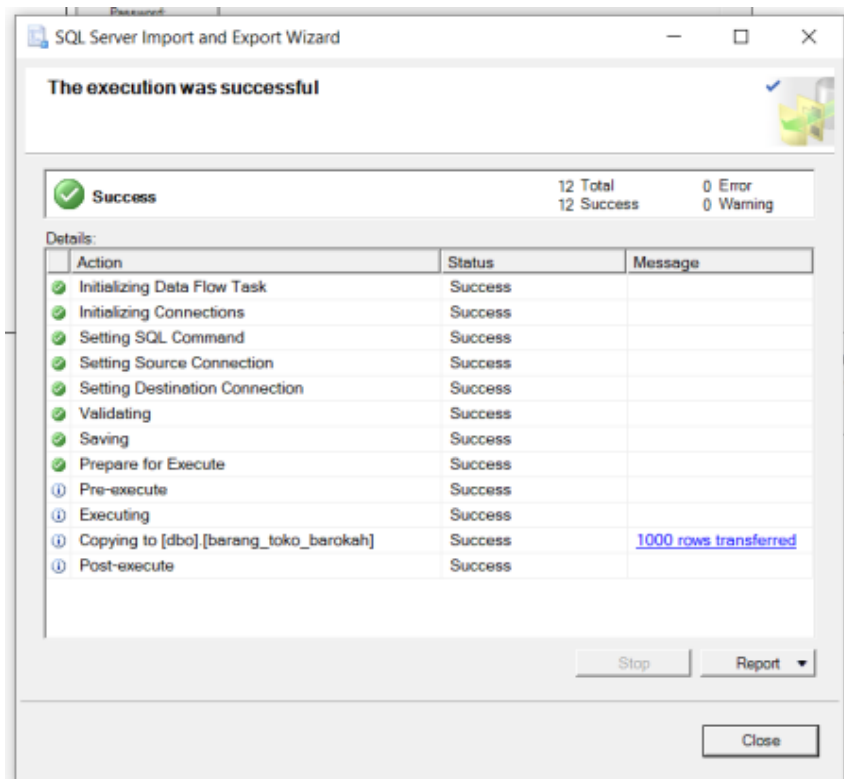 Password:
SQL Server Import and Export Wizard
The execution was successful
Success
12 Total 0 Error
12 Success 0 Warning
Details:
Action Status Message
Initializing Data Flow Task Success
Initializing Connections Success
Setting SQL Command Success
Setting Source Connection Success
Setting Destination Connection Success
Validating Success
Saving Success
Prepare for Execute Success
Pre-execute Success
Executing Success
Copying to [dbo].[barang_toko_barokah] Success 1000 rows transferred
Post-execute Success
Stop Report
Close